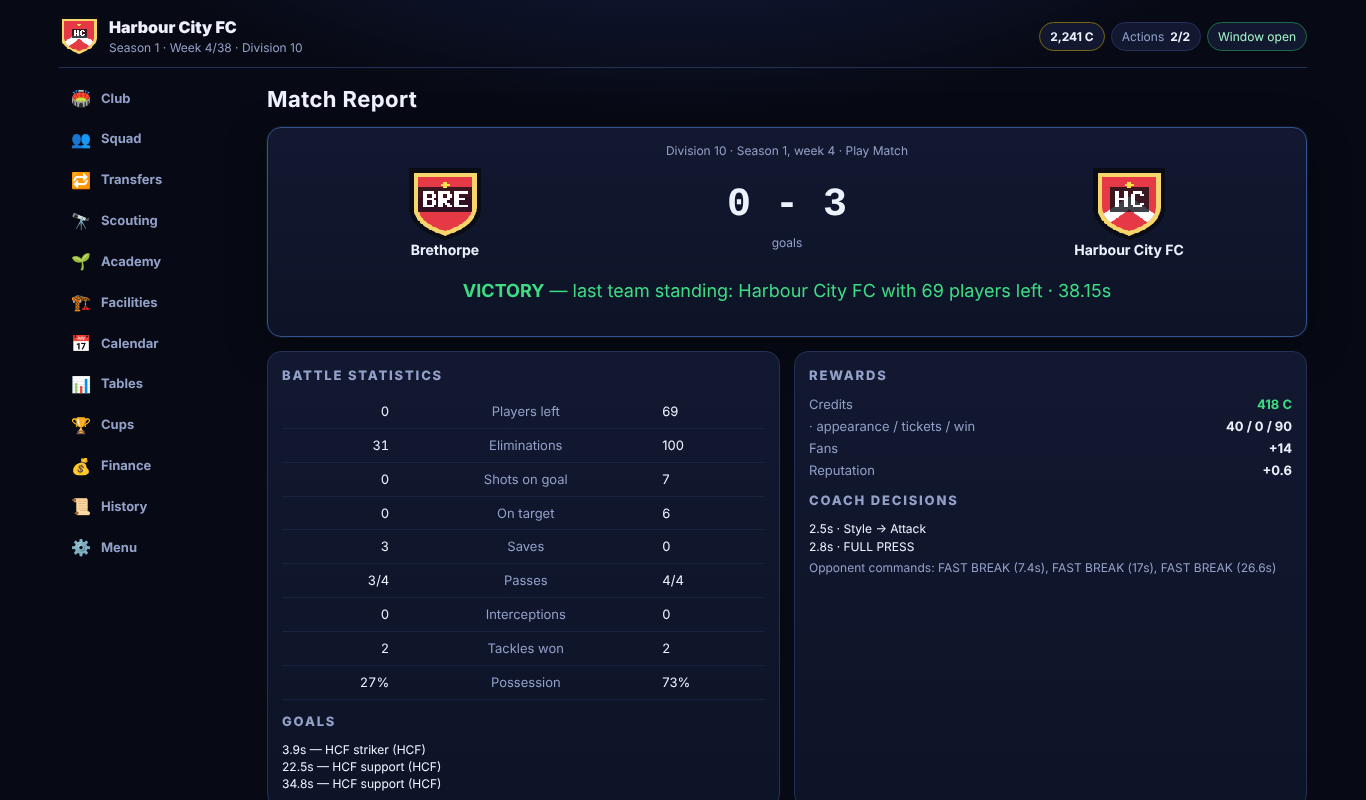 HC
Harbour City FC
Season 1 · Week 4/38 · Division 10
2,241 C
Actions 2/2
Window open
Club
Squad
Transfers
Scouting
Academy
Facilities
Calendar
Tables
Cups
Finance
History
Menu
Match Report
Division 10 · Season 1, week 4 · Play Match
BRE
Brethorpe
0 - 3
goals
HC
Harbour City FC
VICTORY — last team standing: Harbour City FC with 69 players left · 38.15s
BATTLE STATISTICS
0 Players left 69
31 Eliminations 100
0 Shots on goal 7
0 On target 6
3 Saves 0
3/4 Passes 4/4
0 Interceptions 0
2 Tackles won 2
27% Possession 73%
GOALS
3.9s — HCF striker (HCF)
22.5s — HCF support (HCF)
34.8s — HCF support (HCF)
REWARDS
Credits 418 C
· appearance / tickets / win 40 / 0 / 90
Fans +14
Reputation +0.6
COACH DECISIONS
2.5s · Style → Attack
2.8s · FULL PRESS
Opponent commands: FAST BREAK (7.4s), FAST BREAK (17s), FAST BREAK (26.6s)